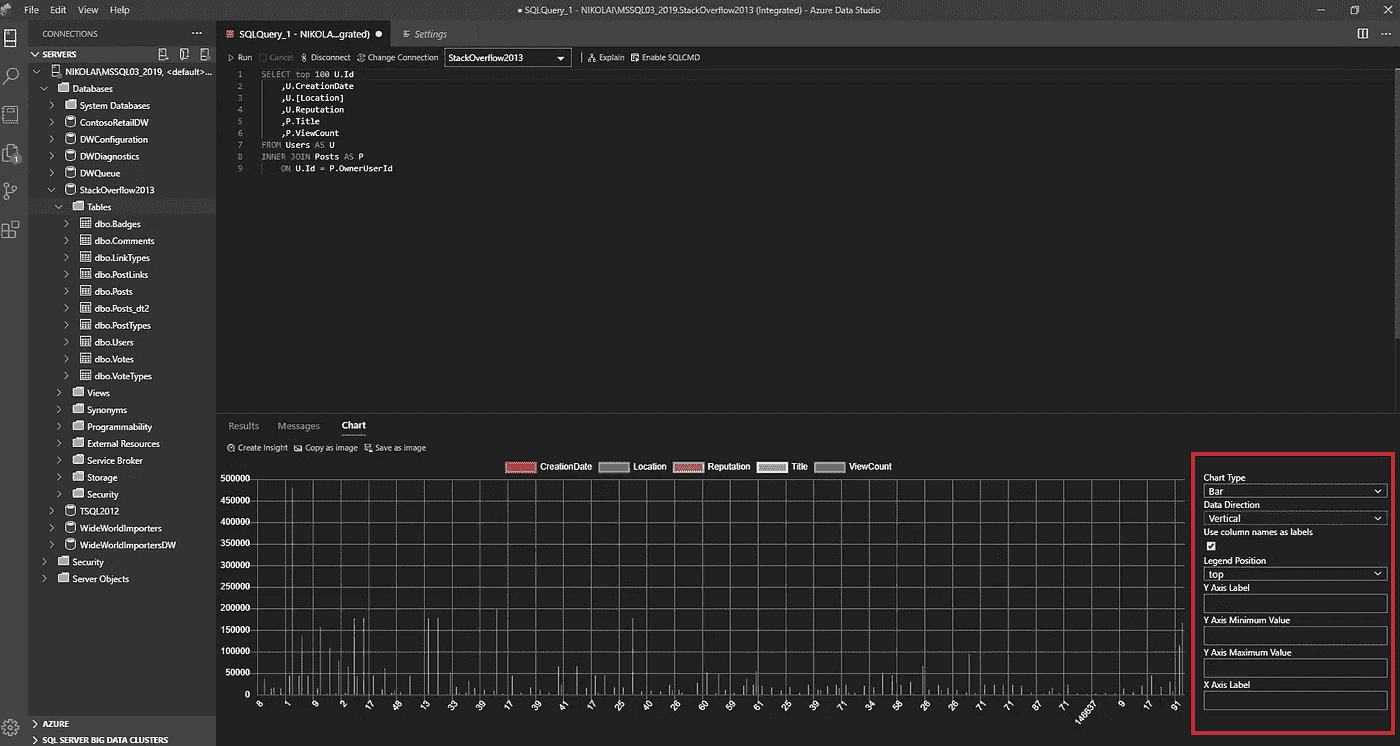 File Edit View Help
● SQLQuery_1 - NIKOLAI\MSSQL03_2019.StackOverflow2013 (Integrated) - Azure Data Studio
CONNECTIONS
SERVERS
NIKOLAI\MSSQL03_2019, <default>...
Databases
System Databases
ContosoRetailDW
DWConfiguration
DWDiagnostics
DWQueue
StackOverflow2013
Tables
dbo.Badges
dbo.Comments
dbo.LinkTypes
dbo.PostLinks
dbo.Posts
dbo.Posts_dt2
dbo.PostTypes
dbo.Users
dbo.Votes
dbo.VoteTypes
Views
Synonyms
Programmability
External Resources
Service Broker
Storage
Security
TSQL2012
WideWorldImporters
WideWorldImportersDW
Security
Server Objects
AZURE
SQL SERVER BIG DATA CLUSTERS
1
SQLQuery_1 - NIKOLA...grated) ● Settings
Run Cancel Disconnect Change Connection StackOverflow2013 Explain Enable SQLCMD
1 SELECT top 100 U.Id
2 ,U.CreationDate
3 ,U.[Location]
4 ,U.Reputation
5 ,P.Title
6 ,P.ViewCount
7 FROM Users AS U
8 INNER JOIN Posts AS P
9 ON U.Id = P.OwnerUserId
Results Messages Chart
Create Insight Copy as image Save as image
CreationDate Location Reputation Title ViewCount
500000
450000
400000
350000
300000
250000
200000
150000
100000
50000
0
8 1 9 2 17 48 13 33 39 17 39 41 17 25 40 60 59 61 25 39 71 34 58 26 26 71 71 87 71 146637 9 17 91
Chart Type
Bar
Data Direction
Vertical
Use column names as labels
Legend Position
top
Y Axis Label
Y Axis Minimum Value
Y Axis Maximum Value
X Axis Label